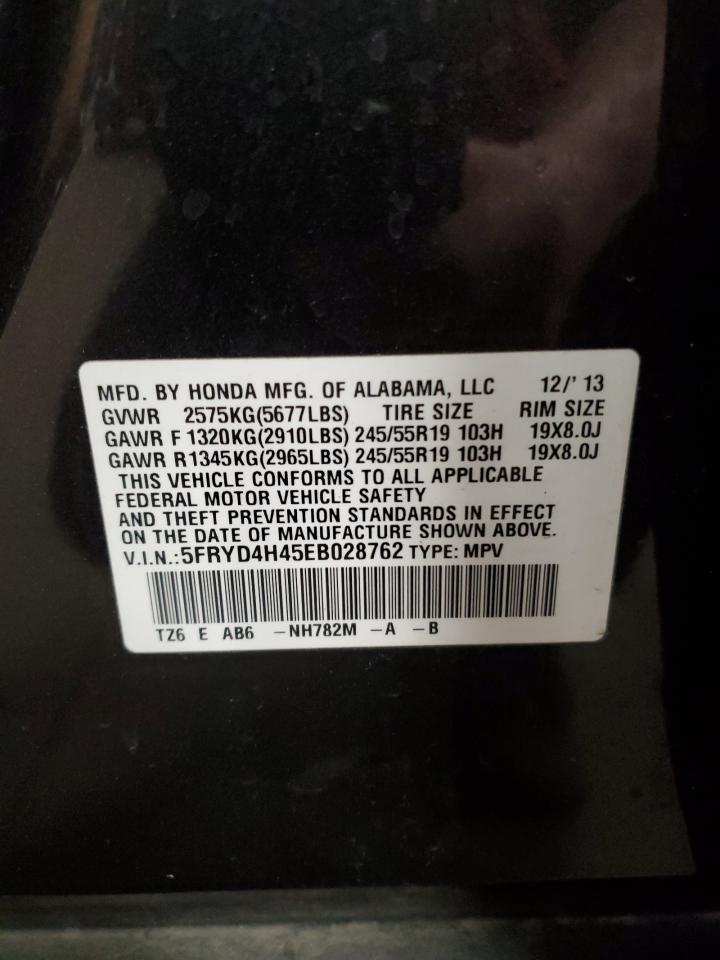 MFD. BY HONDA MFG. OF ALABAMA, LLC 12/'13
GVWR 2575KG(5677LBS) TIRE SIZE RIM SIZE
GAWR F 1320KG(2910LBS) 245/55R19 103H 19X8.0J
GAWR R1345KG(2965LBS) 245/55R19 103H 19X8.0J
THIS VEHICLE CONFORMS TO ALL APPLICABLE
FEDERAL MOTOR VEHICLE SAFETY
AND THEFT PREVENTION STANDARDS IN EFFECT
ON THE DATE OF MANUFACTURE SHOWN ABOVE.
V.I.N.:5FRYD4H45EB028762 TYPE: MPV
TZ6 E AB6 -NH782M -A -B